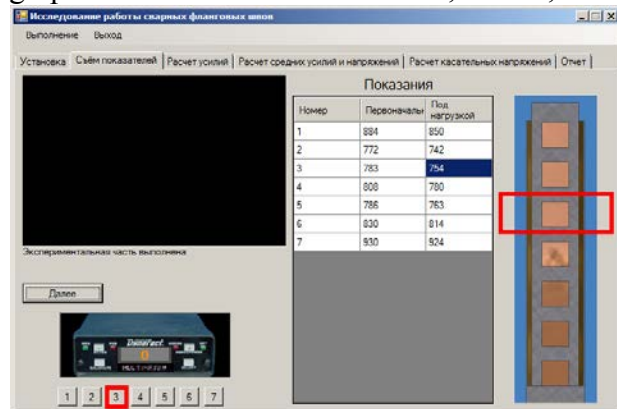 Исследование работы сварных фланговых швов
Выполнение Выход
Установка Съём показателей Расчет усилий Расчет средних усилий и напряжений Расчет касательных напряжений Отчет
Показания
Номер Первоначальн Под нагрузкой
1 884 850
2 772 742
3 783 754
4 808 780
5 786 763
6 830 814
7 930 924
Экспериментальная часть выполнена
Далее
0
1 2 3 4 5 6 7